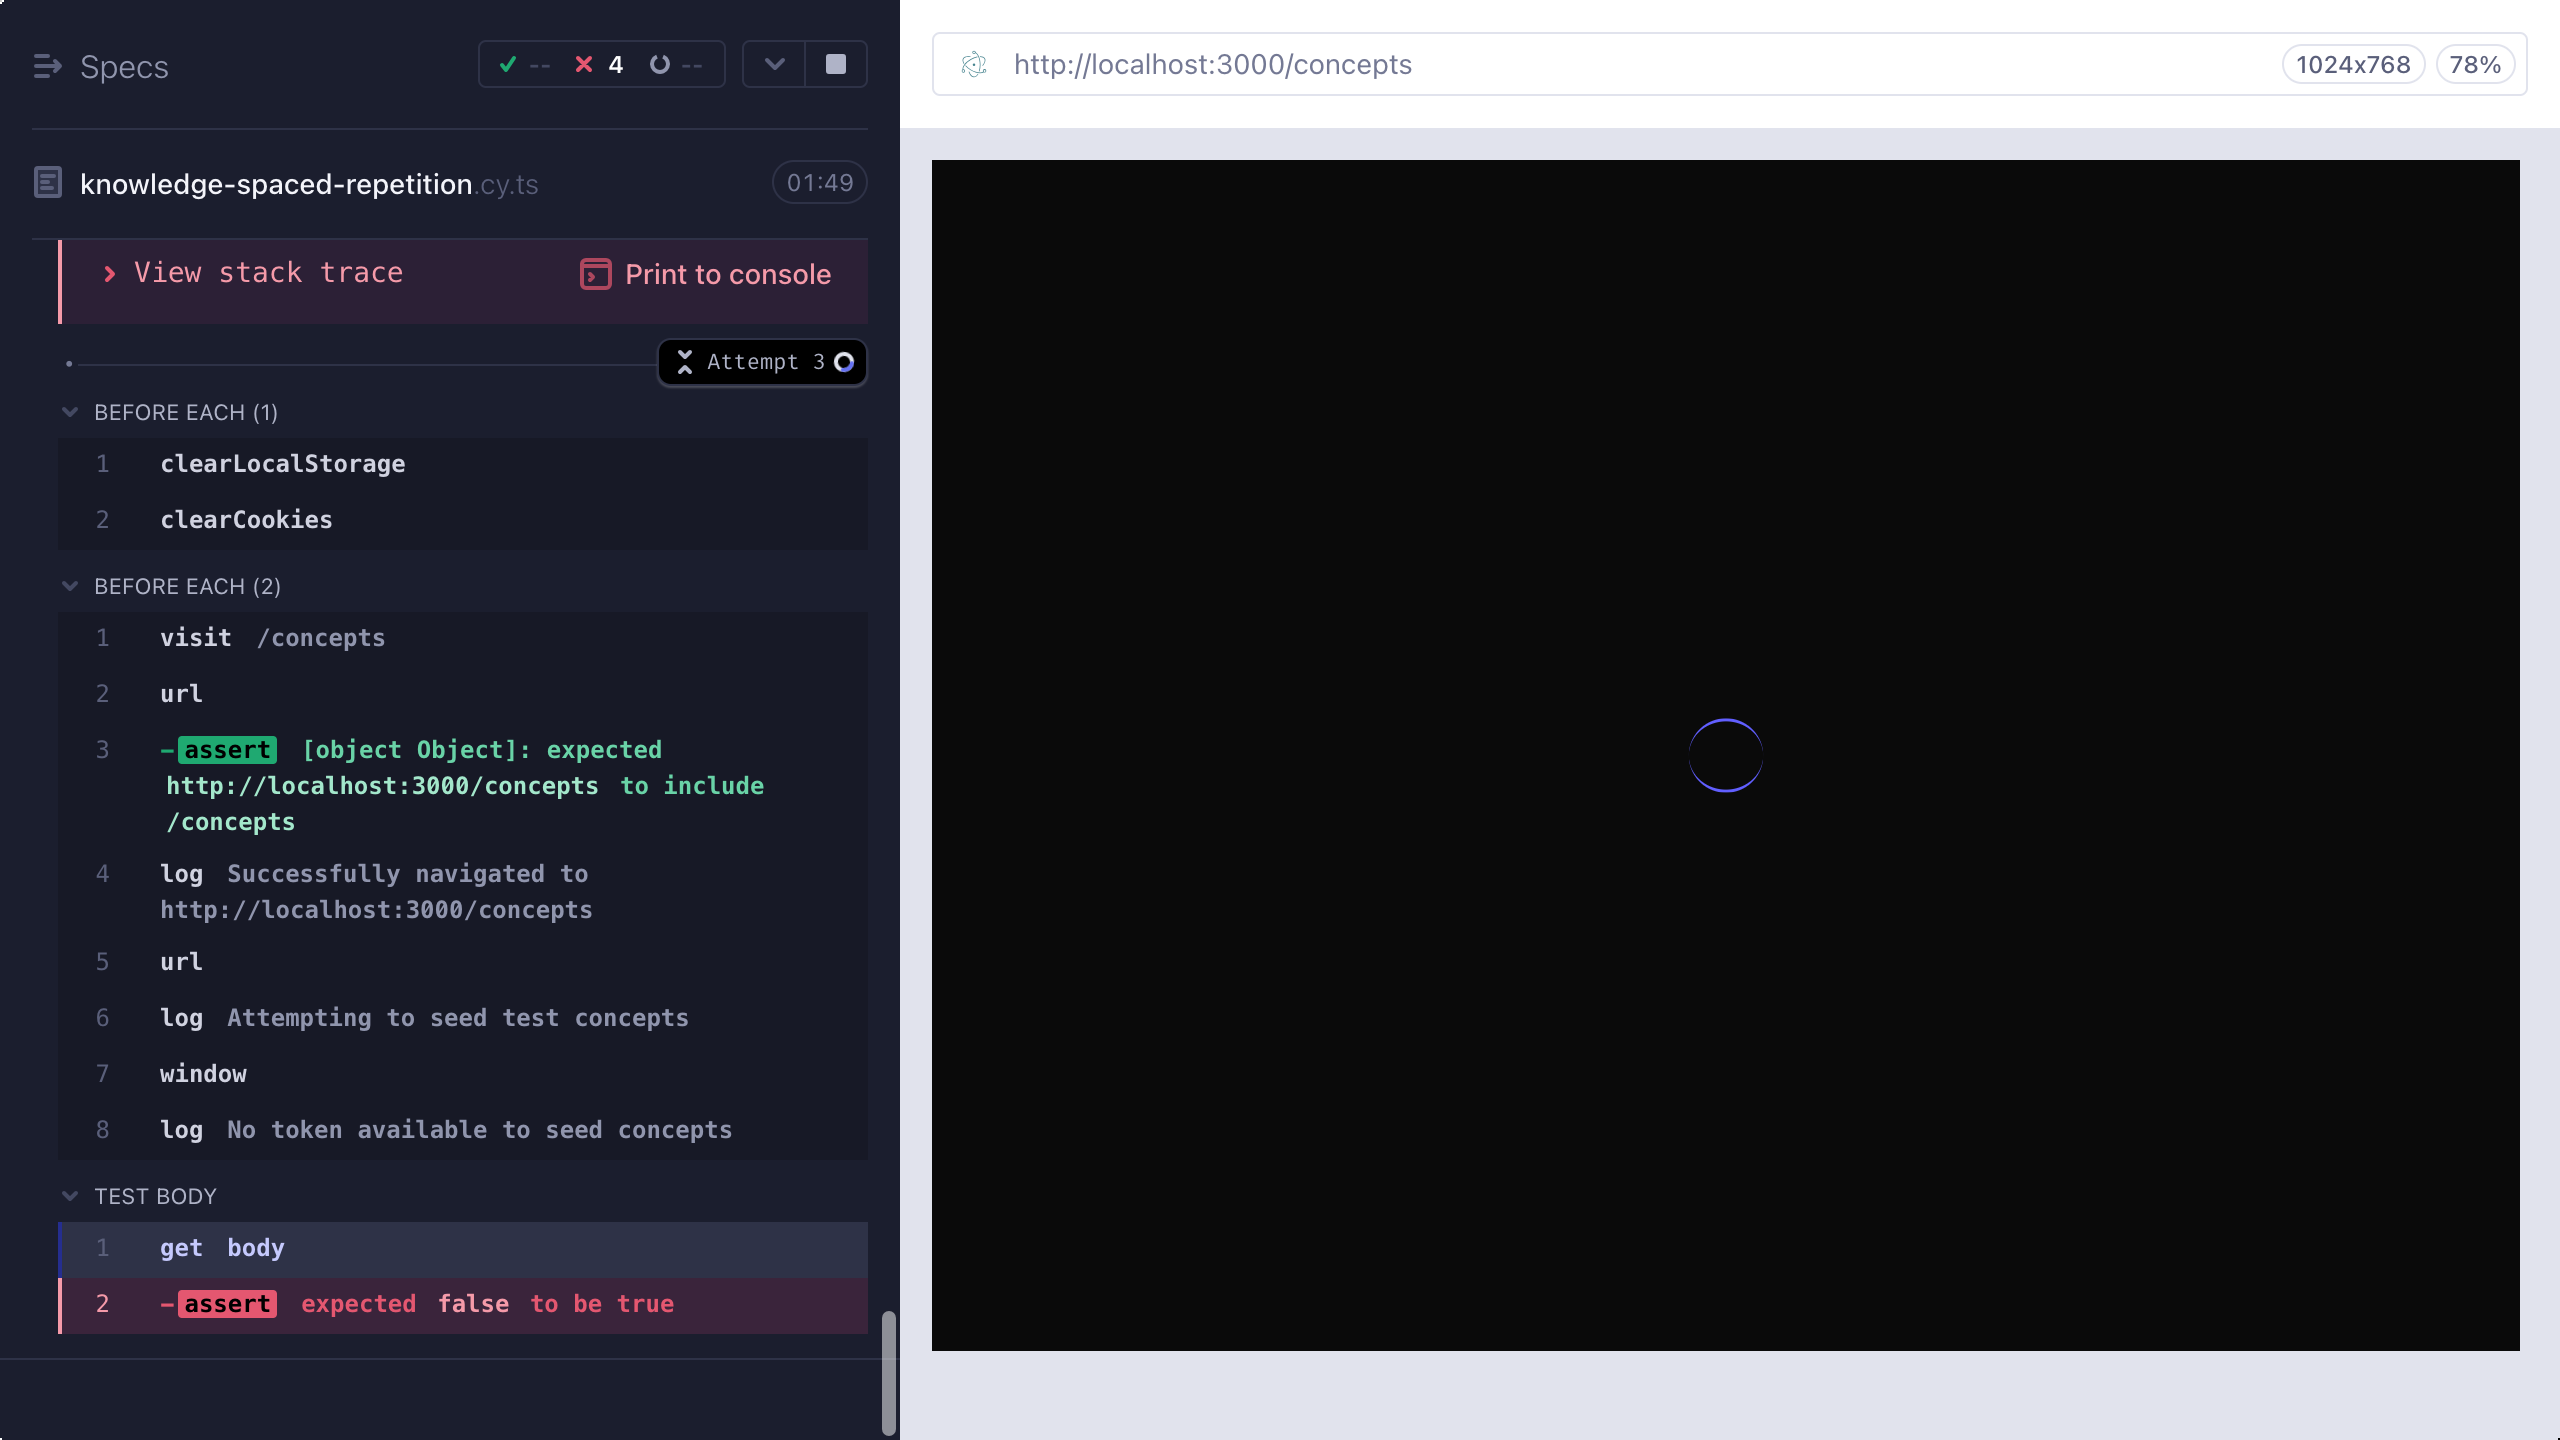 Specs
-- 4 --
knowledge-spaced-repetition.cy.ts
01:49
View stack trace
Print to console
Attempt 3
BEFORE EACH (1)
1 clearLocalStorage
2 clearCookies
BEFORE EACH (2)
1 visit /concepts
2 url
3 -assert [object Object]: expected
http://localhost:3000/concepts to include
/concepts
4 log Successfully navigated to
http://localhost:3000/concepts
5 url
6 log Attempting to seed test concepts
7 window
8 log No token available to seed concepts
TEST BODY
1 get body
2 -assert expected false to be true
http://localhost:3000/concepts
1024x768
78%